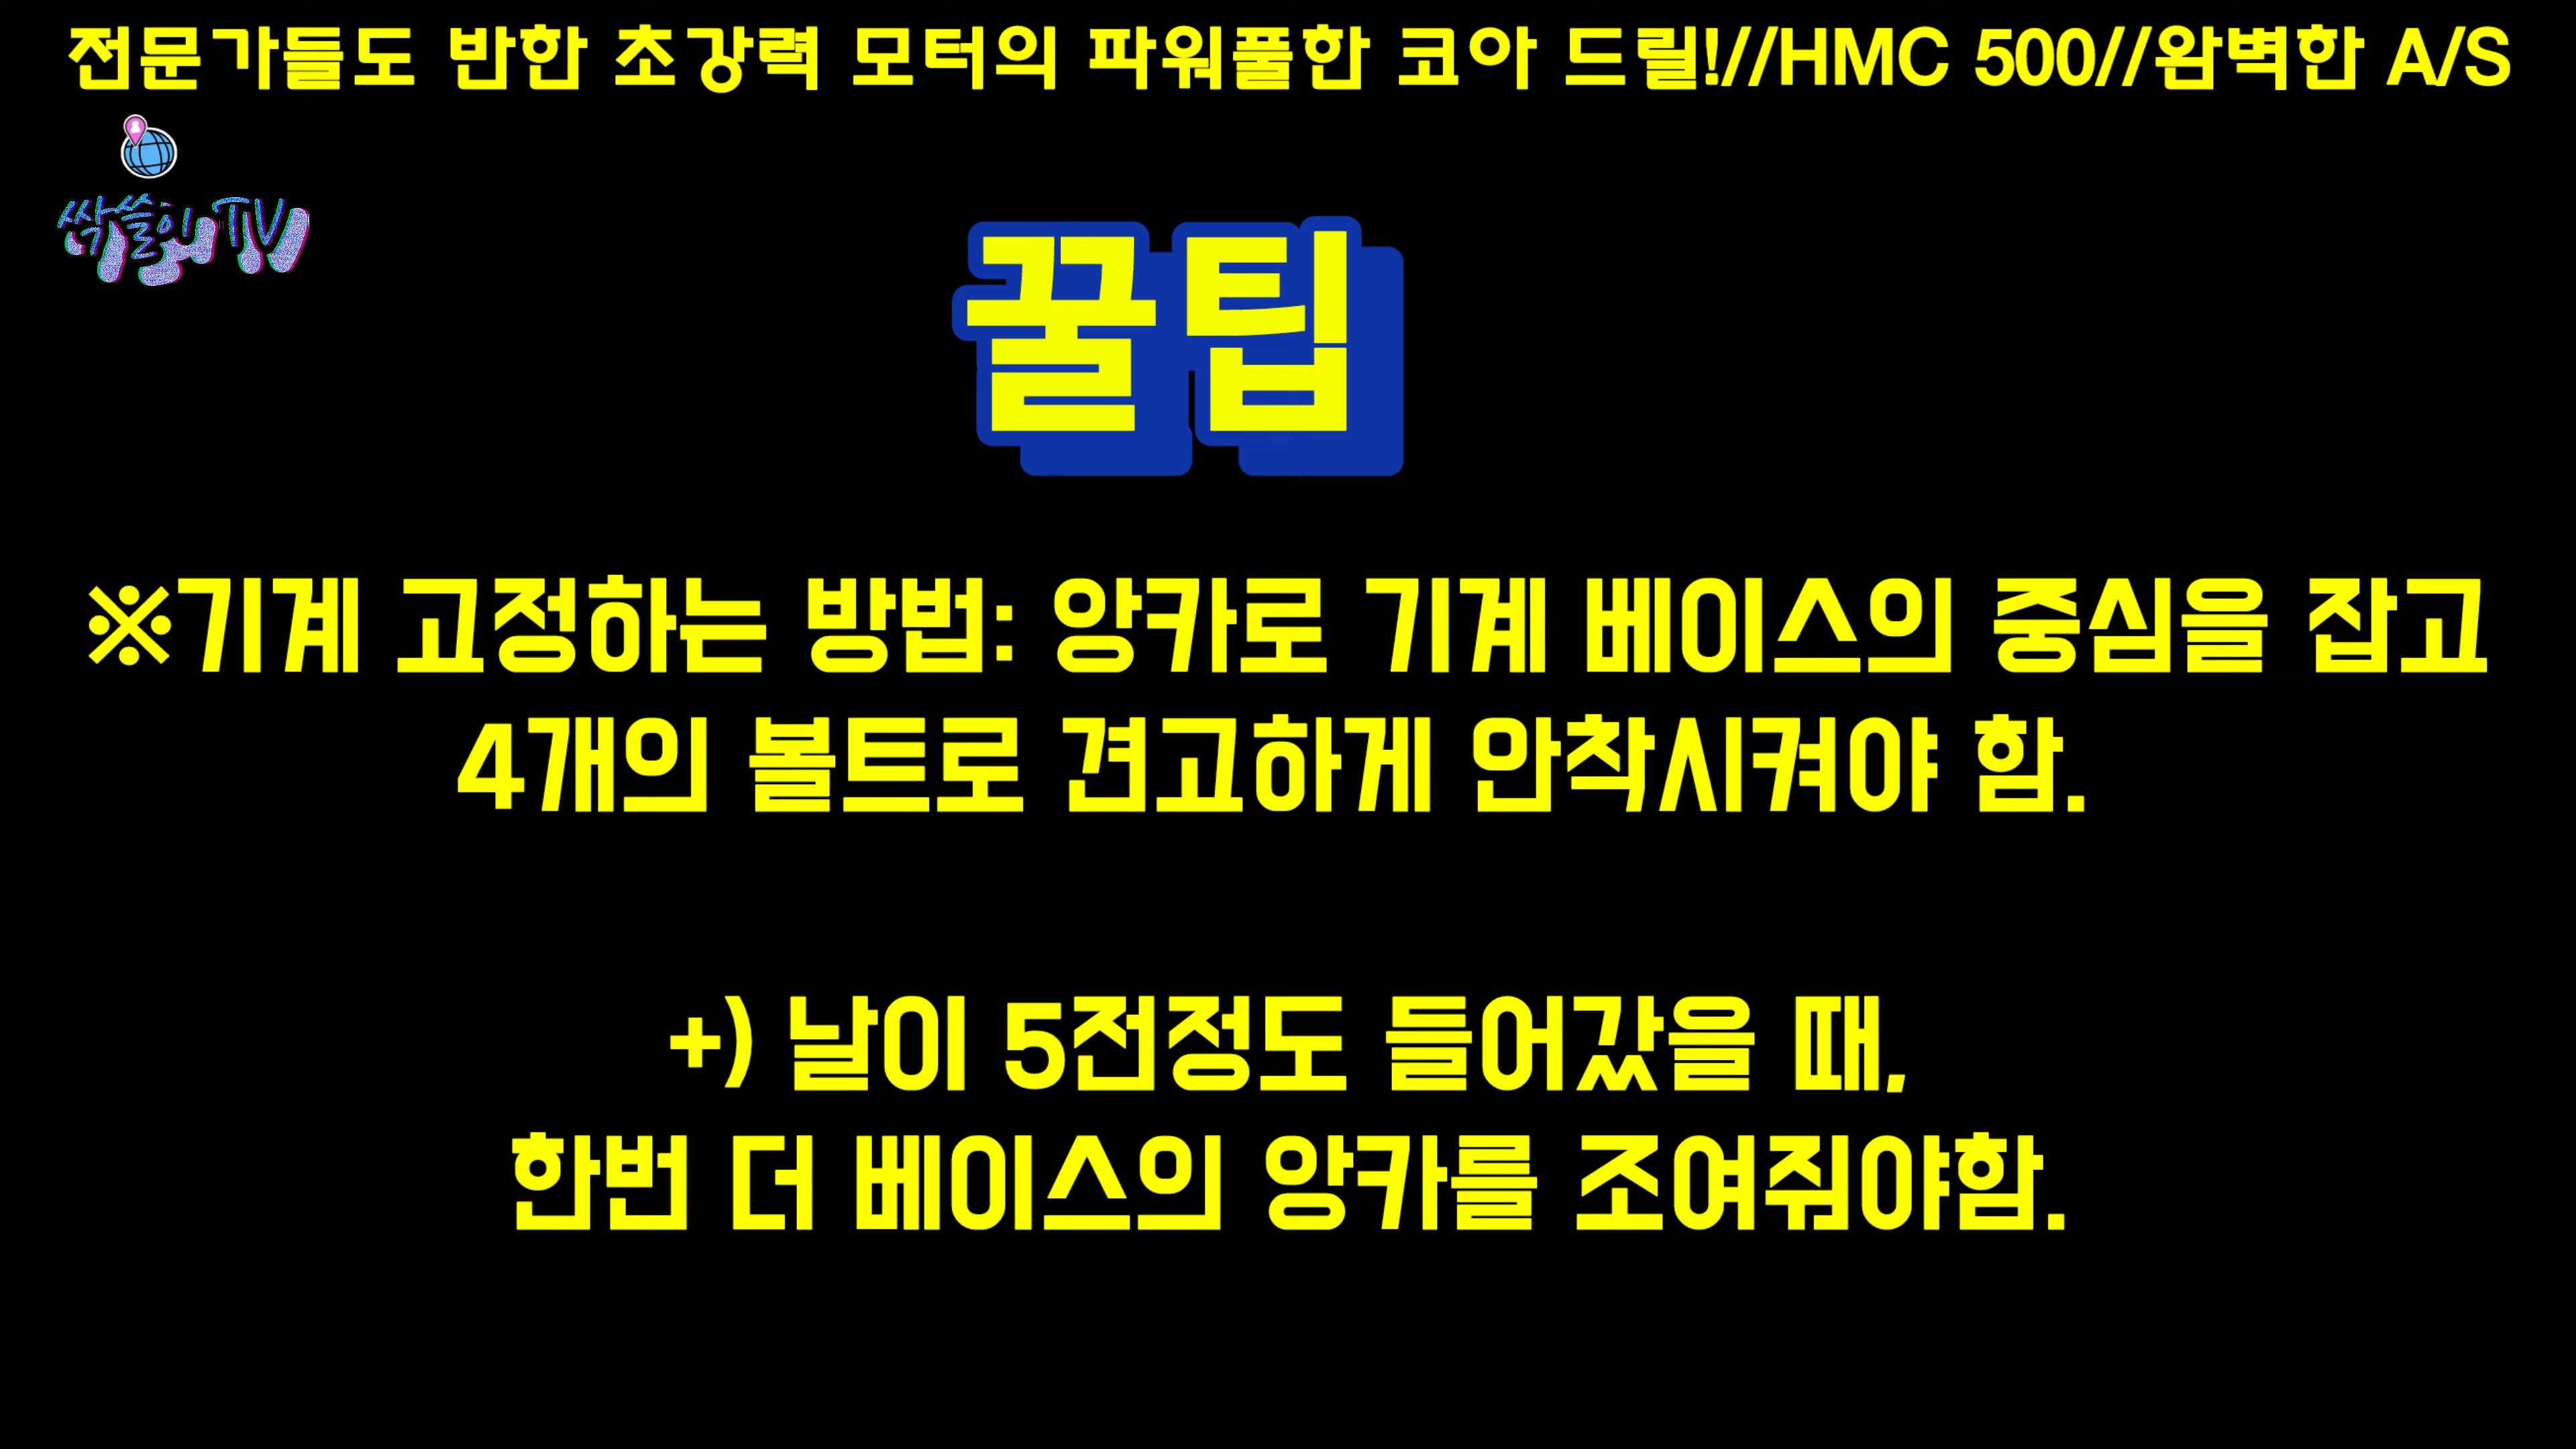 전문가들도 반한 초강력 모터의 파워풀한 코아 드릴!//HMC 500//완벽한 A/S
싹쓸이TV
꿀팁
※기계 고정하는 방법: 앙카로 기계 베이스의 중심을 잡고
4개의 볼트로 견고하게 안착시켜야 함.
+) 날이 5전정도 들어갔을 때,
한번 더 베이스의 앙카를 조여줘야함.